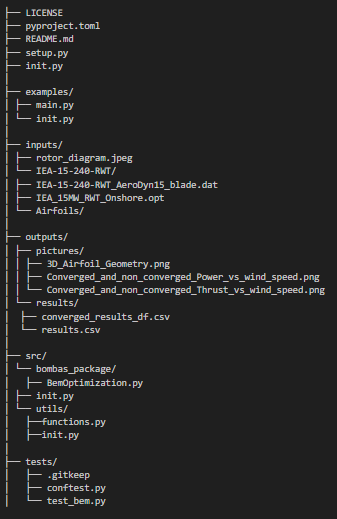 ├── LICENSE
├── pyproject.toml
├── README.md
├── setup.py
├── init.py
│
├── examples/
│ ├── main.py
│ └── init.py
│
├── inputs/
│ ├── rotor_diagram.jpeg
│ └── IEA-15-240-RWT/
│ ├── IEA-15-240-RWT_AeroDyn15_blade.dat
│ ├── IEA_15MW_RWT_Onshore.opt
│ └── Airfoils/
│
├── outputs/
│ ├── pictures/
│ │ ├── 3D_Airfoil_Geometry.png
│ │ ├── Converged_and_non_converged_Power_vs_wind_speed.png
│ │ └── Converged_and_non_converged_Thrust_vs_wind_speed.png
│ └── results/
│   ├── converged_results_df.csv
│   └── results.csv
│
├── src/
│ └── bombas_package/
│   ├── BemOptimization.py
│ ├── init.py
│ └── utils/
│   ├──functions.py
│   ├──init.py
│
├── tests/
│   ├── .gitkeep
│   ├── conftest.py
│   └── test_bem.py